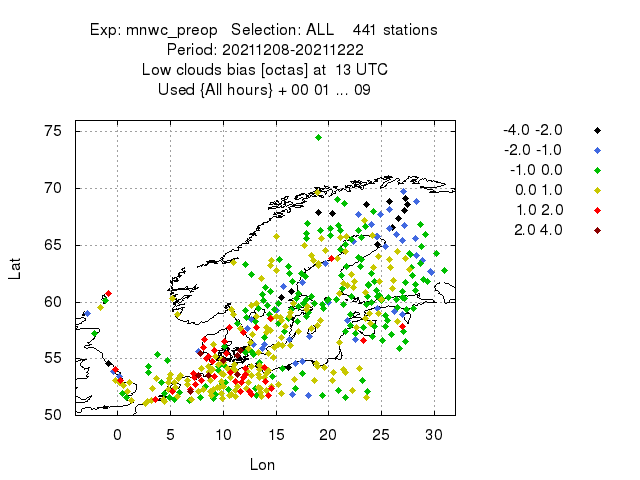 Exp: mnwc_preop   Selection: ALL    441 stations
Period: 20211208-20211222
Low clouds bias [octas] at  13 UTC
Used {All hours} + 00 01 ... 09
-4.0 -2.0
-2.0 -1.0
-1.0 0.0
0.0 1.0
1.0 2.0
2.0 4.0
75
70
65
60
55
50
Lat
0 5 10 15 20 25 30
Lon